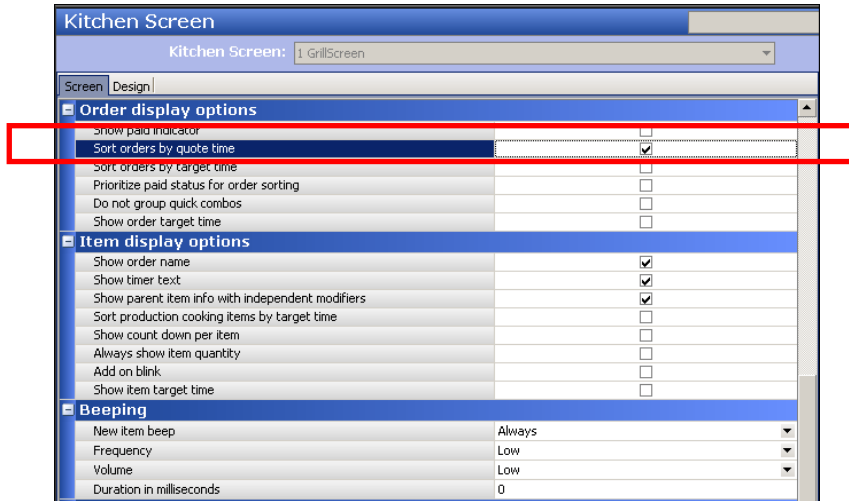 Kitchen Screen
Kitchen Screen: 1 GrillScreen
Screen Design
Order display options
Show paid indicator
Sort orders by quote time
Sort orders by target time
Prioritize paid status for order sorting
Do not group quick combos
Show order target time
Item display options
Show order name
Show timer text
Show parent item info with independent modifiers
Sort production cooking items by target time
Show count down per item
Always show item quantity
Add on blink
Show item target time
Beeping
New item beep Always
Frequency Low
Volume Low
Duration in milliseconds 0